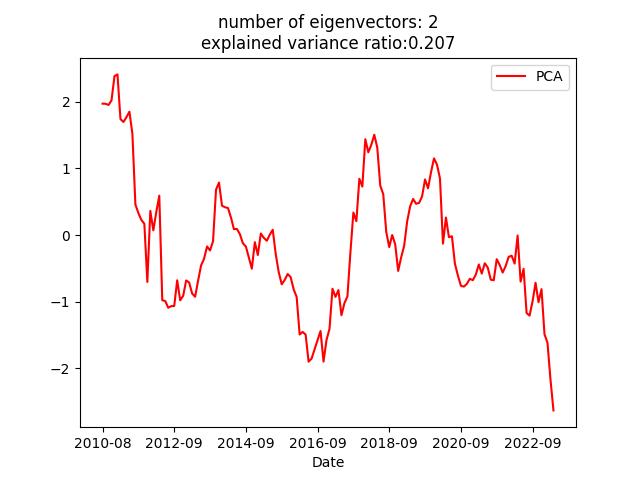 number of eigenvectors: 2
explained variance ratio:0.207
PCA
2
1
0
−1
−2
2010-08 2012-09 2014-09 2016-09 2018-09 2020-09 2022-09
Date